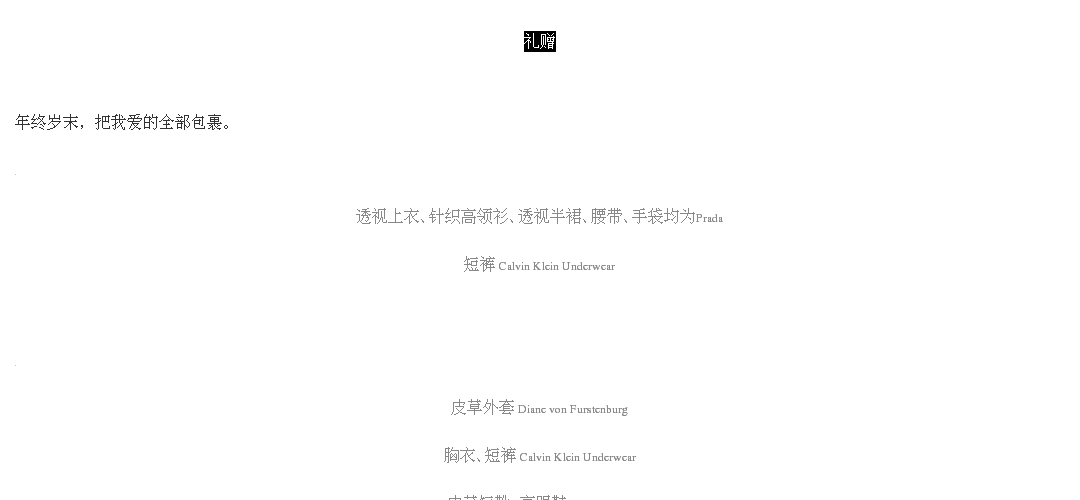 礼赠
年终岁末，把我爱的全部包裹。
透视上衣、针织高领衫、透视半裙、腰带、手袋均为Prada
短裤 Calvin Klein Underwear
皮草外套 Diane von Furstenburg
胸衣、短裤 Calvin Klein Underwear